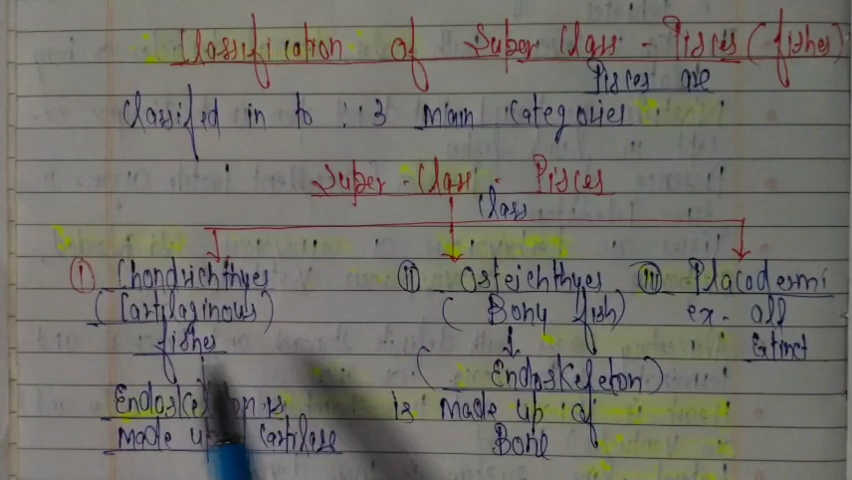 Classification of Super Class - Pisces (fishes)
Pisces are
Classified in to : 3 main categories
Super - Class - Pisces
Class
(I) Chondrichthyes (II) Osteichthyes (III) Placodermi
(Cartilaginous) (Bony fish) ex. all
fishes Extinct
(Endoskeleton)
Endoskeleton is is made up of
made up cartilage Bone